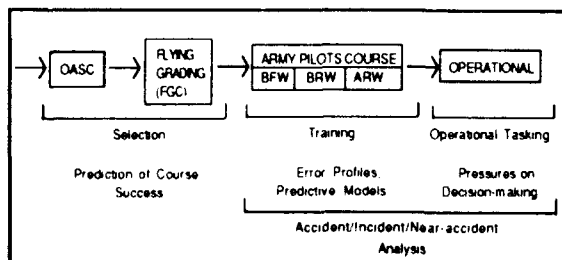 OASC
FLYING
GRADING
(FGC)
ARMY PILOTS COURSE
BFW BRW ARW
OPERATIONAL
Selection
Training
Operational Tasking
Prediction of Course
Success
Error Profiles,
Predictive Models
Pressures on
Decision-making
Accident/Incident/Near-accident
Analysis